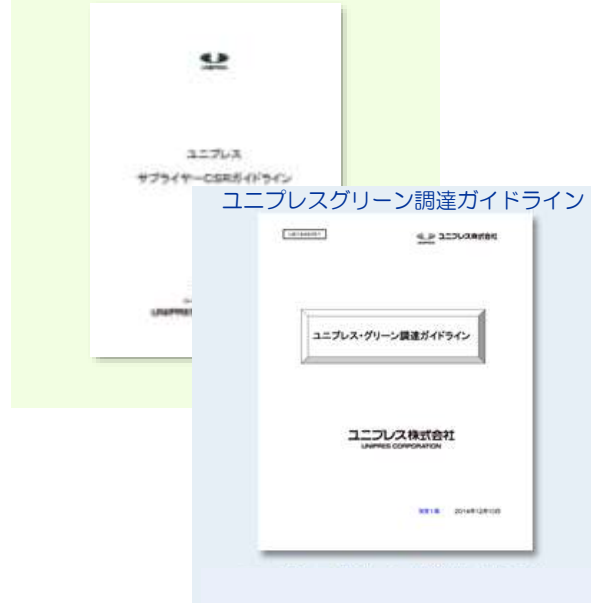 UNIPRES
ユニプレス
サプライヤーCSRガイドライン
ユニプレスグリーン調達ガイドライン
UNIPRES
ユニプレス株式会社
ユニプレス・グリーン調達ガイドライン
ユニプレス株式会社
UNIPRES CORPORATION
2014年12月10日